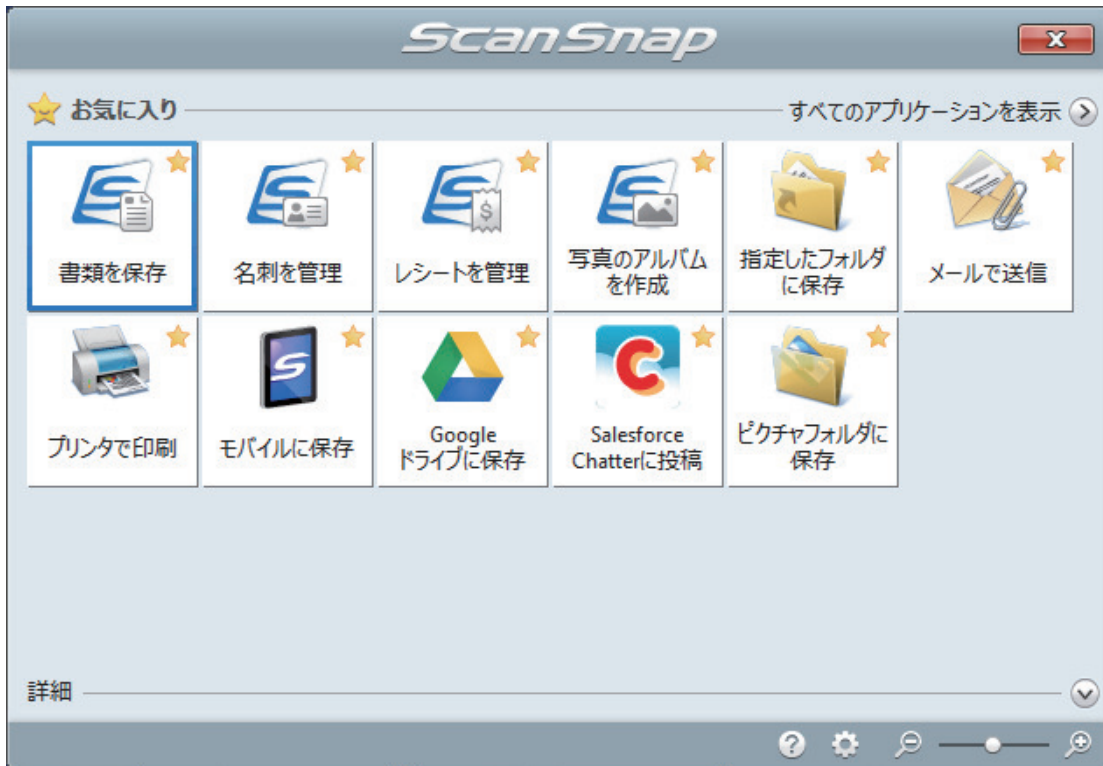 ScanSnap
お気に入り
すべてのアプリケーションを表示
書類を保存
名刺を管理
レシートを管理
写真のアルバム
を作成
指定したフォルダ
に保存
メールで送信
プリンタで印刷
モバイルに保存
Google
ドライブに保存
Salesforce
Chatterに投稿
ピクチャフォルダに
保存
詳細